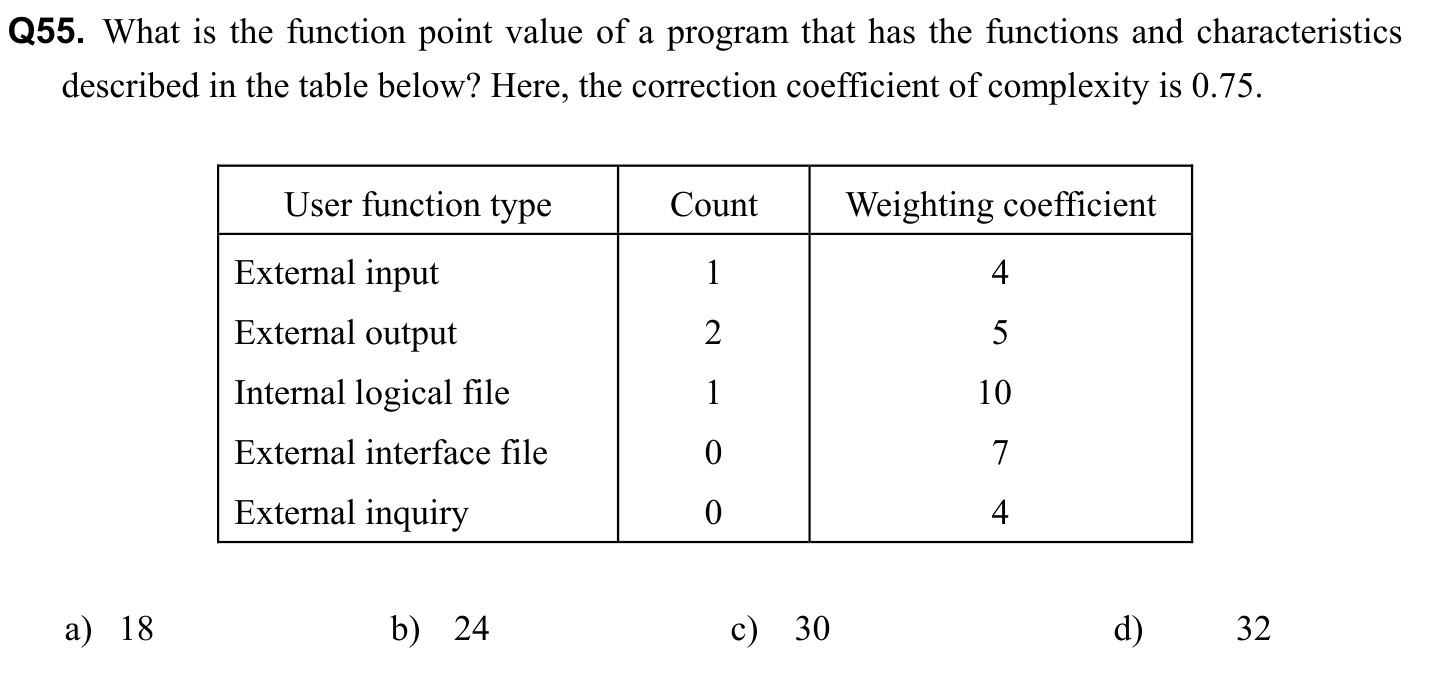 Q55. What is the function point value of a program that has the functions and characteristics
described in the table below? Here, the correction coefficient of complexity is 0.75.
User function type Count Weighting coefficient
External input 1 4
External output 2 5
Internal logical file 1 10
External interface file 0 7
External inquiry 0 4
a) 18 b) 24 c) 30 d) 32